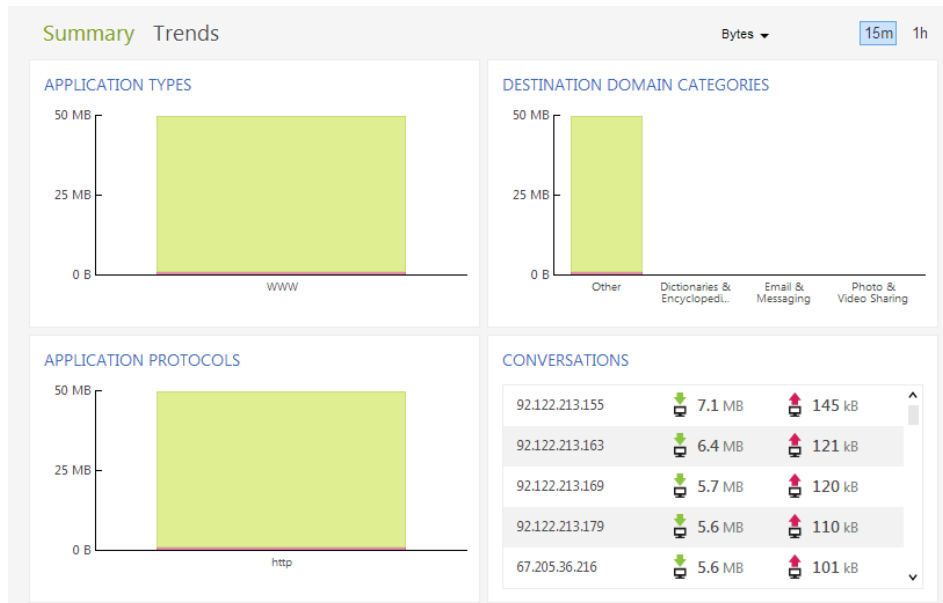 Summary Trends
Bytes
15m 1h
APPLICATION TYPES
50 MB
25 MB
0 B
WWW
DESTINATION DOMAIN CATEGORIES
50 MB
25 MB
0 B
Other
Dictionaries &
Encyclopedi...
Email &
Messaging
Photo &
Video Sharing
APPLICATION PROTOCOLS
50 MB
25 MB
0 B
http
CONVERSATIONS
92.122.213.155 7.1 MB 145 kB
92.122.213.163 6.4 MB 121 kB
92.122.213.169 5.7 MB 120 kB
92.122.213.179 5.6 MB 110 kB
67.205.36.216 5.6 MB 101 kB